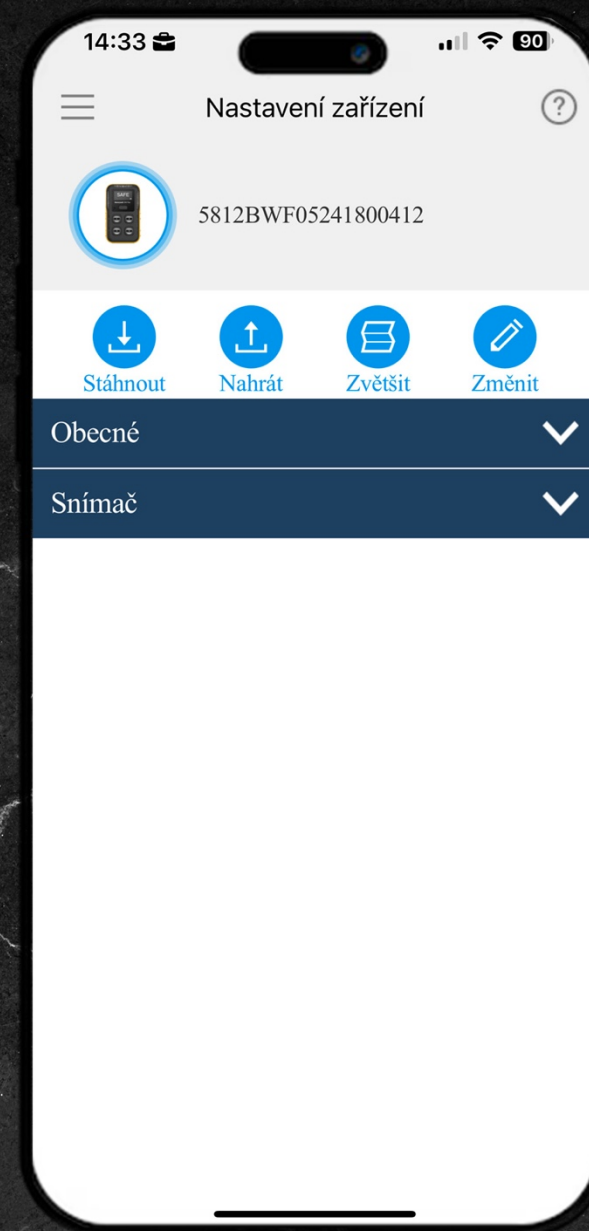 14:33
90
Nastavení zařízení
?
5812BWF05241800412
Stáhnout Nahrát Zvětšit Změnit
Obecné
Snímač